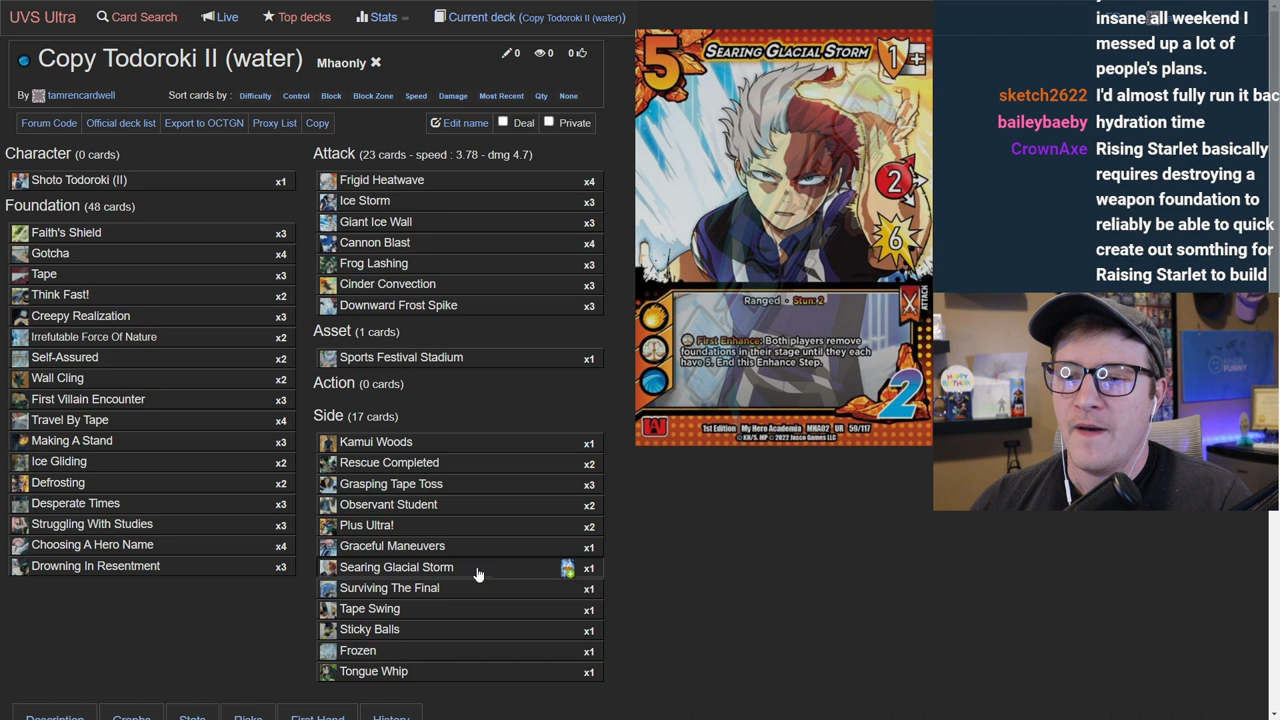 UVS Ultra Card Search Live Top decks Stats Current deck (Copy Todoroki II (water))
Copy Todoroki II (water) Mhaonly 0 0 0
By tamrencardwell Sort cards by : Difficulty Control Block Block Zone Speed Damage Most Recent Qty None
Forum Code Official deck list Export to OCTGN Proxy List Copy Edit name Deal Private
Character (0 cards)
Shoto Todoroki (II) x1
Foundation (48 cards)
Faith's Shield x3
Gotcha x4
Tape x3
Think Fast! x2
Creepy Realization x3
Irrefutable Force Of Nature x2
Self-Assured x2
Wall Cling x2
First Villain Encounter x3
Travel By Tape x4
Making A Stand x3
Ice Gliding x2
Defrosting x2
Desperate Times x3
Struggling With Studies x3
Choosing A Hero Name x4
Drowning In Resentment x3
Attack (23 cards - speed : 3.78 - dmg 4.7)
Frigid Heatwave x4
Ice Storm x3
Giant Ice Wall x3
Cannon Blast x4
Frog Lashing x3
Cinder Convection x3
Downward Frost Spike x3
Asset (1 cards)
Sports Festival Stadium x1
Action (0 cards)
Side (17 cards)
Kamui Woods x1
Rescue Completed x2
Grasping Tape Toss x3
Observant Student x2
Plus Ultra! x2
Graceful Maneuvers x1
Searing Glacial Storm x1
Surviving The Final x1
Tape Swing x1
Sticky Balls x1
Frozen x1
Tongue Whip x1
Description Graphs Stats Picks First Hand History
5 SEARING GLACIAL STORM 1 +
2
6
Ranged - Stun: 2
First Enhance: Both players remove
foundations in their stage until they each
have 5. End this Enhance Step.
ATTACK
2
1st Edition | My Hero Academia | MHA02 | UR | 59/117
© KH/S, MP © 2022 Jasco Games LLC
insane all weekend I
messed up a lot of
people's plans.
sketch2622 I'd almost fully run it bac
baileybaeby hydration time
CrownAxe Rising Starlet basically
requires destroying a
weapon foundation to
reliably be able to quick
create out somthing for
Raising Starlet to build
HAPPY
BIRTHDAY
FUNNY